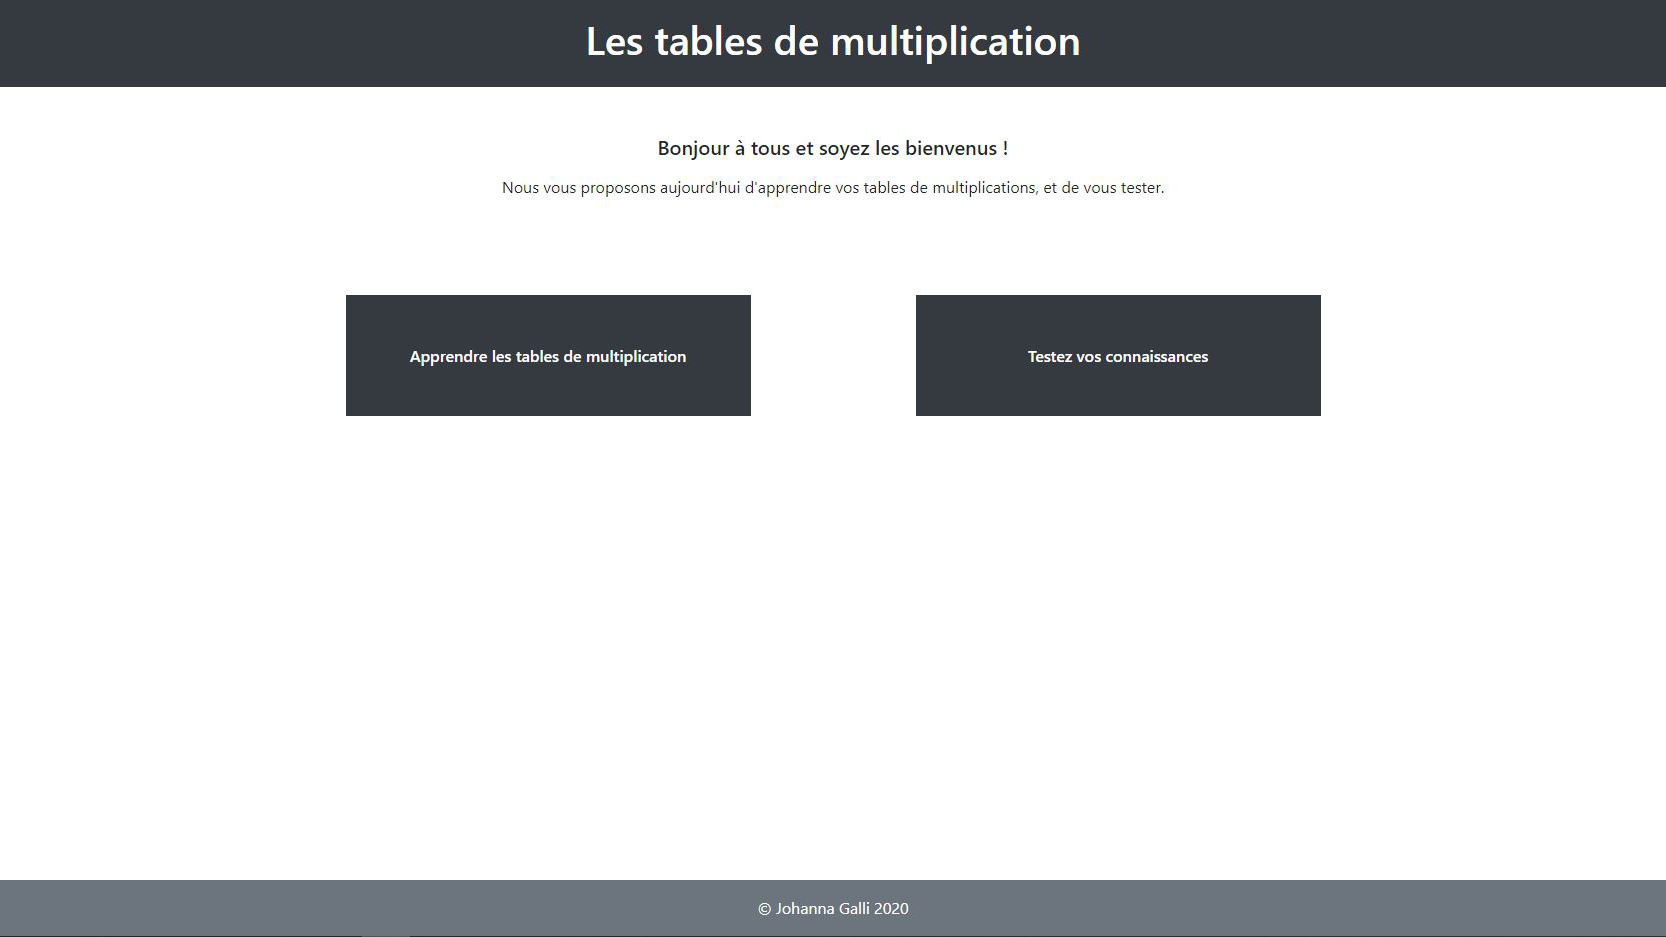 Les tables de multiplication
Bonjour à tous et soyez les bienvenus !
Nous vous proposons aujourd'hui d'apprendre vos tables de multiplications, et de vous tester.
Apprendre les tables de multiplication
Testez vos connaissances
© Johanna Galli 2020